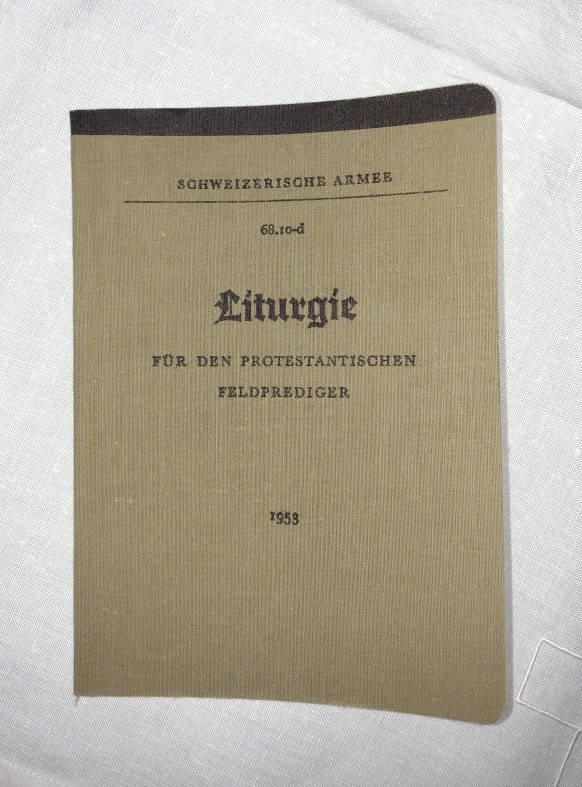 SCHWEIZERISCHE ARMEE
68.10-d
Liturgie
FÜR DEN PROTESTANTISCHEN
FELDPREDIGER
1953